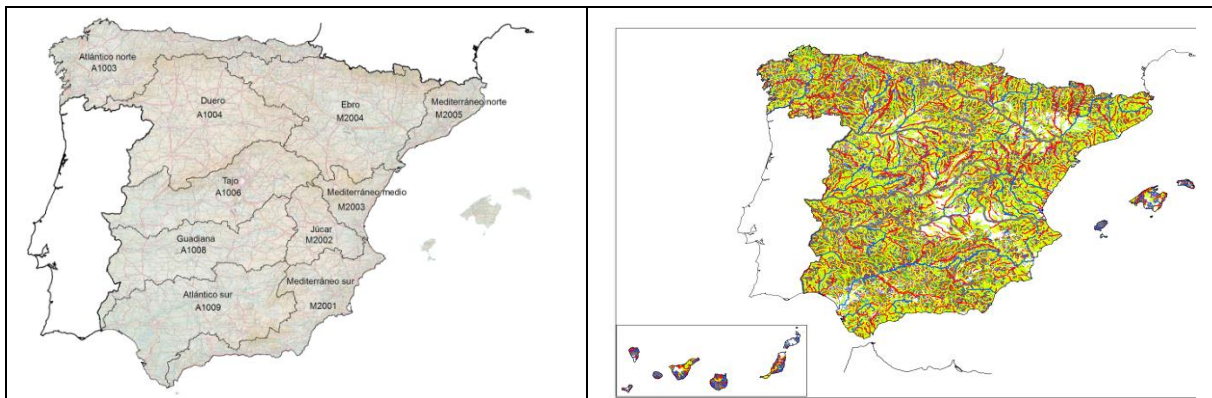 Atlántico norte
A1003
Duero
A1004
Ebro
M2004
Mediterráneo norte
M2005
Tajo
A1006
Mediterráneo medio
M2003
Guadiana
A1008
Júcar
M2002
Atlántico sur
A1009
Mediterráneo sur
M2001